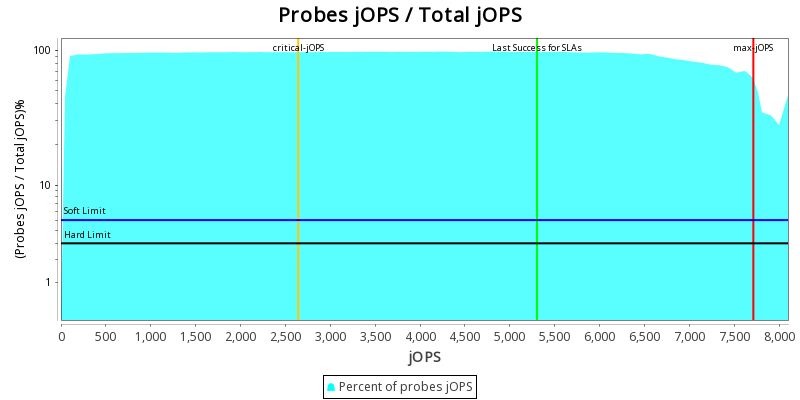 Probes jOPS / Total jOPS
(Probes jOPS / Total jOPS)%
100
10
1
critical-jOPS
Last Success for SLAs
max-jOPS
Soft Limit
Hard Limit
0 500 1,000 1,500 2,000 2,500 3,000 3,500 4,000 4,500 5,000 5,500 6,000 6,500 7,000 7,500 8,000
jOPS
Percent of probes jOPS